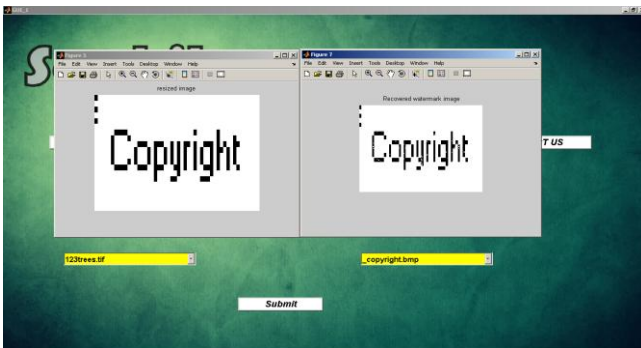 GUI_1
Figure 5
File Edit View Insert Tools Desktop Window Help
resized image
Copyright
Figure 7
File Edit View Insert Tools Desktop Window Help
Recovered watermark image
Copyright
T US
123trees.tif
_copyright.bmp
Submit